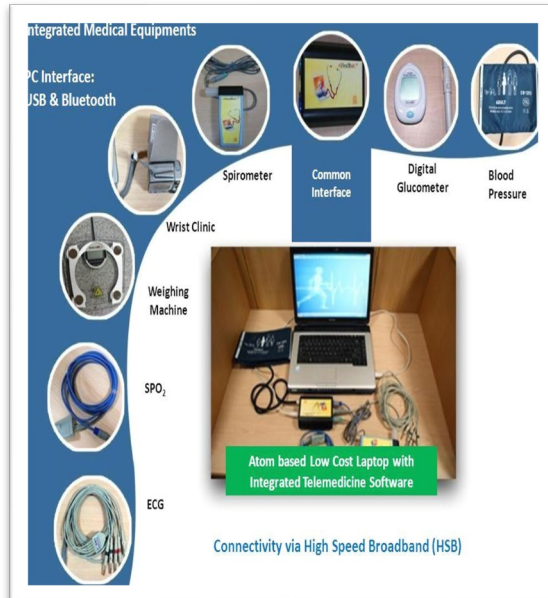 ntegrated Medical Equipments
PC Interface:
USB & Bluetooth
Spirometer
Common
Interface
Digital
Glucometer
Blood
Pressure
Wrist Clinic
Weighing
Machine
SPO₂
ECG
Atom based Low Cost Laptop with
Integrated Telemedicine Software
Connectivity via High Speed Broadband (HSB)